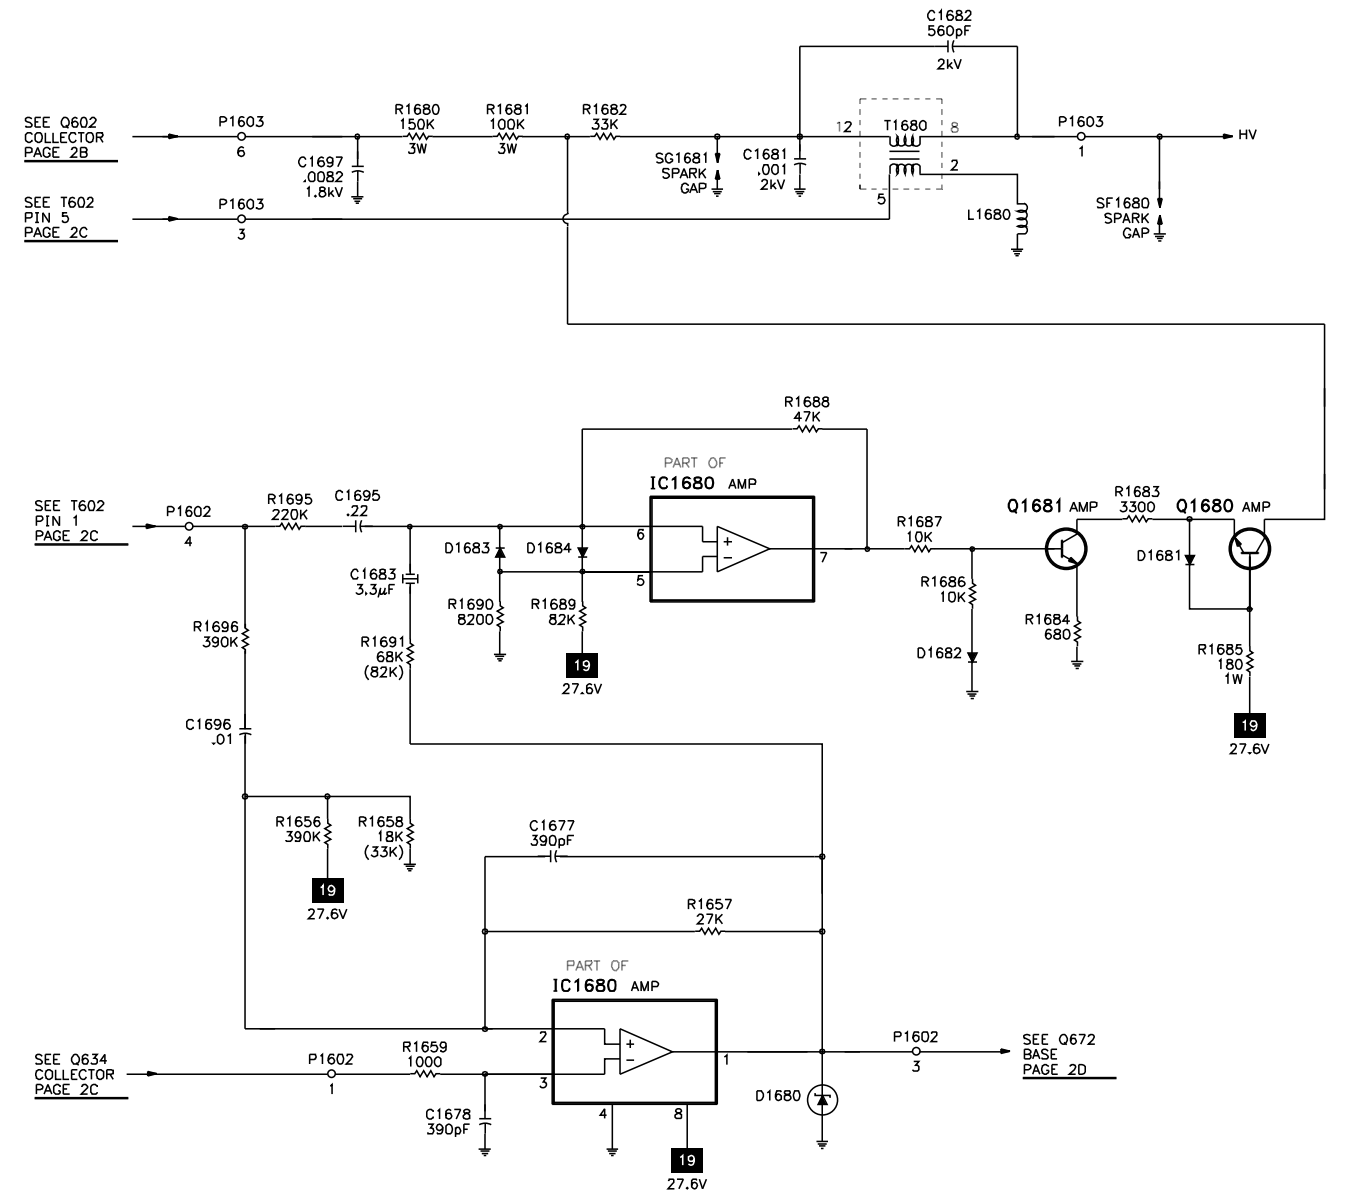 C1682
560pF
2kV
SEE Q602
COLLECTOR
PAGE 2B
P1603
6
R1680
150K
3W
R1681
100K
3W
R1682
33K
C1697
.0082
1.8kV
SG1681
SPARK
GAP
C1681
.001
2kV
12
T1680
8
2
5
P1603
1
HV
SEE T602
PIN 5
PAGE 2C
P1603
3
L1680
SF1680
SPARK
GAP
R1688
47K
PART OF
IC1680 AMP
SEE T602
PIN 1
PAGE 2C
P1602
4
R1695
220K
C1695
.22
D1683
D1684
6
5
+
−
7
R1687
10K
Q1681 AMP
R1683
3300
Q1680 AMP
D1681
C1683
3.3µF
R1690
8200
R1689
82K
19
27.6V
R1686
10K
D1682
R1684
680
R1685
180
1W
19
27.6V
R1696
390K
R1691
68K
(82K)
C1696
.01
R1656
390K
R1658
18K
(33K)
19
27.6V
C1677
390pF
R1657
27K
PART OF
IC1680 AMP
SEE Q634
COLLECTOR
PAGE 2C
P1602
1
R1659
1000
2
3
+
−
1
4
8
C1678
390pF
19
27.6V
D1680
P1602
3
SEE Q672
BASE
PAGE 2D